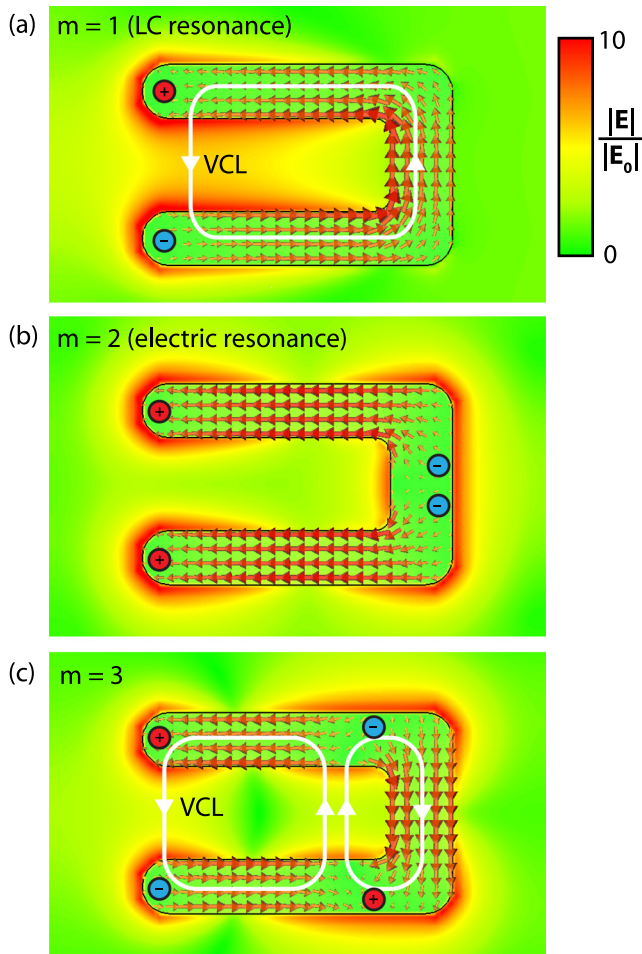 (a)
m = 1 (LC resonance)
+
VCL
−
10
|E|
|E₀|
0
(b)
m = 2 (electric resonance)
+
−
−
+
(c)
m = 3
+
−
VCL
−
+